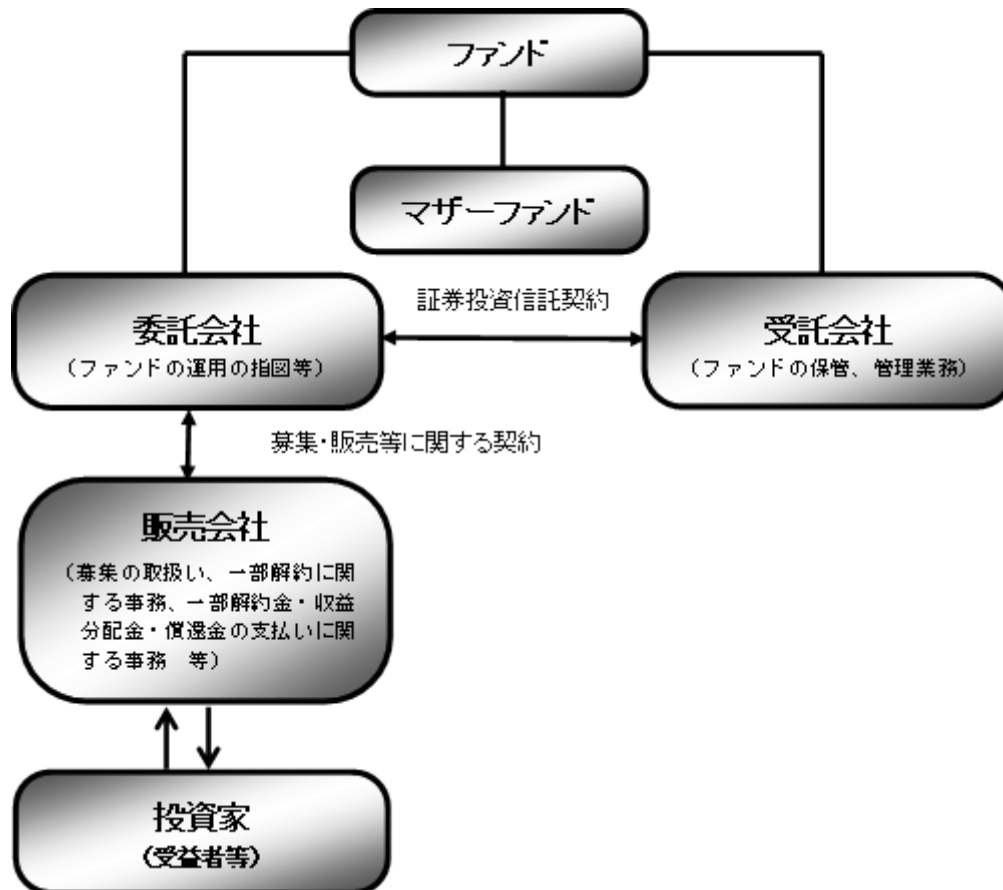 ファンド
マザーファンド
証券投資信託契約
委託会社
（ファンドの運用の指図等）
受託会社
（ファンドの保管、管理業務）
募集･販売等に関する契約
販売会社
（募集の取扱い、一部解約に関
する事務、一部解約金・収益
分配金・償還金の支払いに関
する事務　等）
投資家
（受益者等）